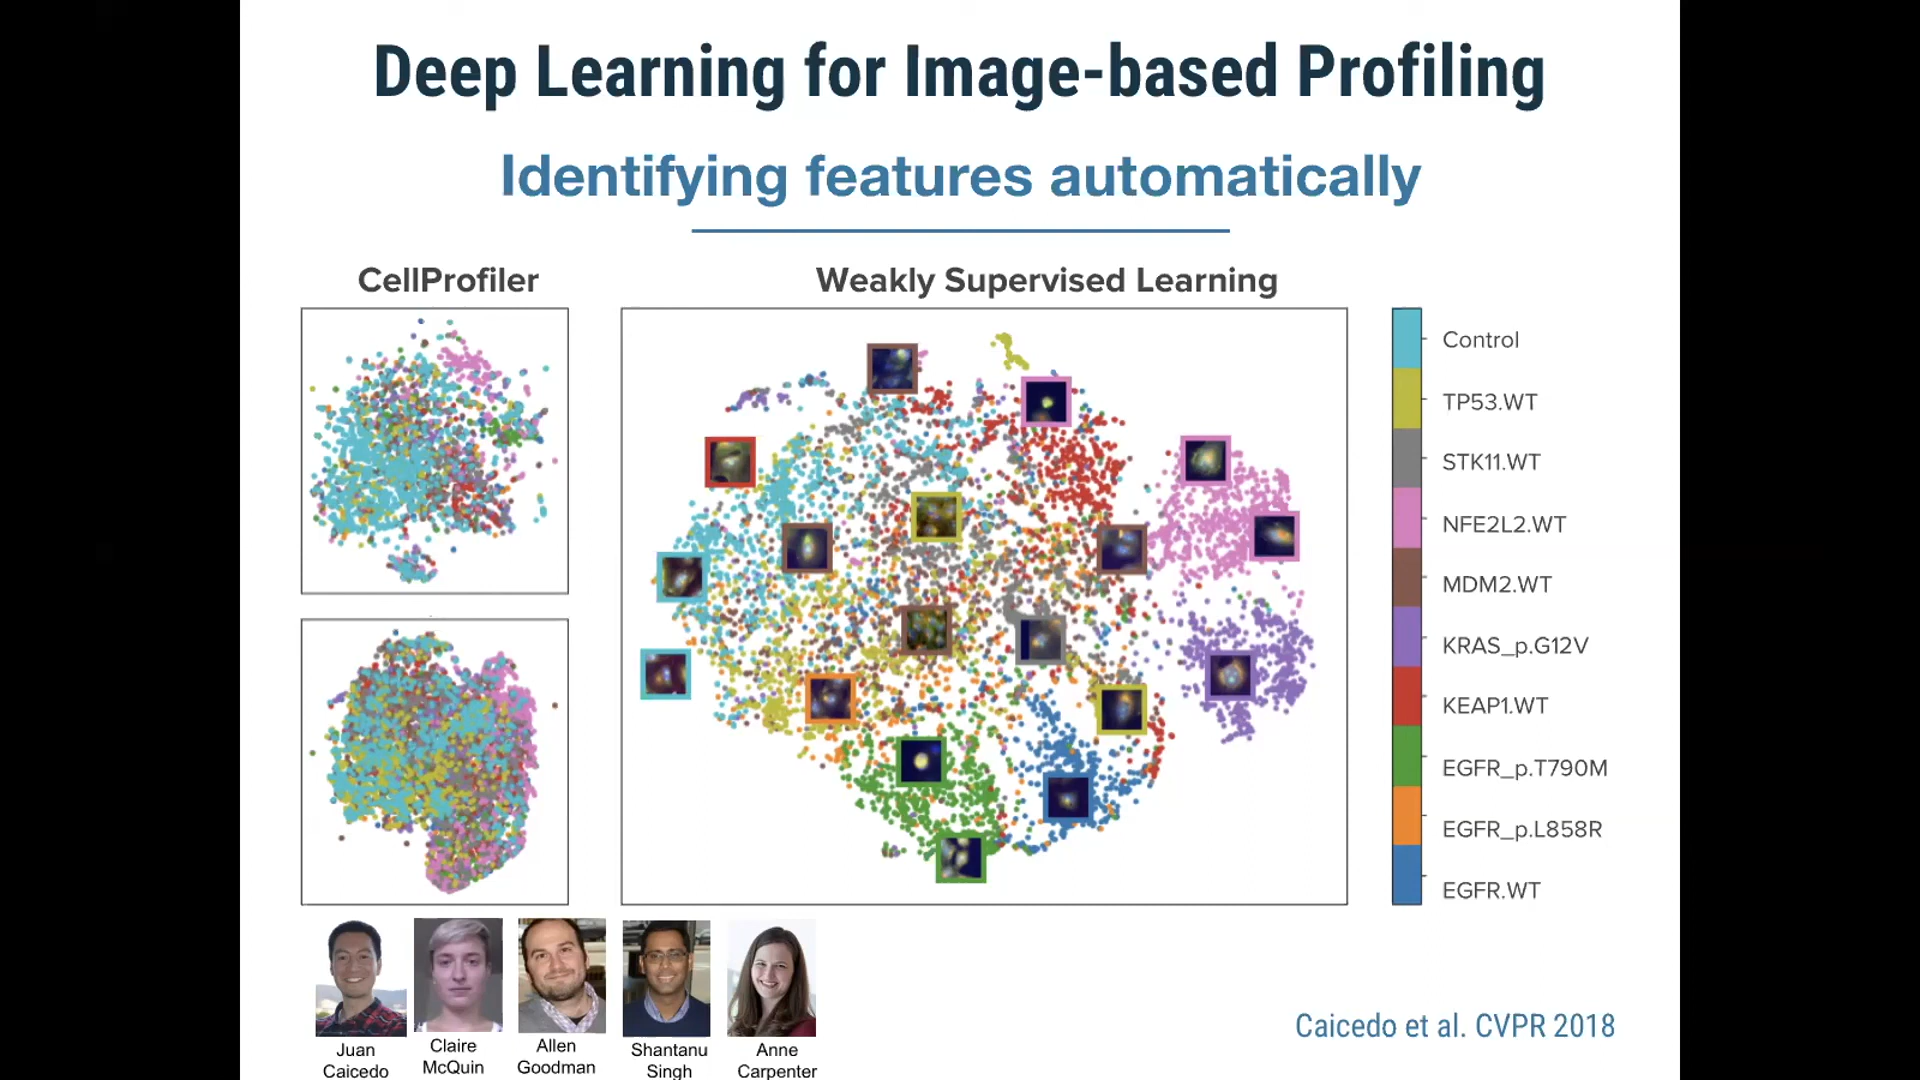 Deep Learning for Image-based Profiling
Identifying features automatically
CellProfiler
Weakly Supervised Learning
Control
TP53.WT
STK11.WT
NFE2L2.WT
MDM2.WT
KRAS_p.G12V
KEAP1.WT
EGFR_p.T790M
EGFR_p.L858R
EGFR.WT
Juan
Caicedo
Claire
McQuin
Allen
Goodman
Shantanu
Singh
Anne
Carpenter
Caicedo et al. CVPR 2018